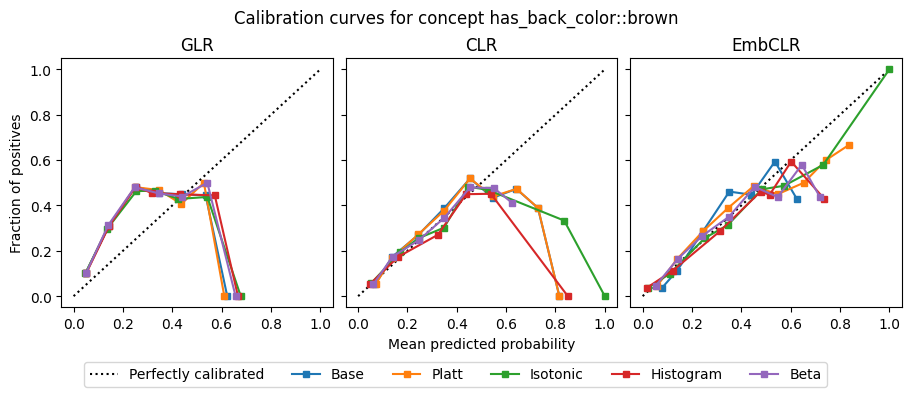 Calibration curves for concept has_back_color::brown
GLR
CLR
EmbCLR
Fraction of positives
1.0
0.8
0.6
0.4
0.2
0.0
0.0 0.2 0.4 0.6 0.8 1.0
0.0 0.2 0.4 0.6 0.8 1.0
0.0 0.2 0.4 0.6 0.8 1.0
Mean predicted probability
Perfectly calibrated Base Platt Isotonic Histogram Beta